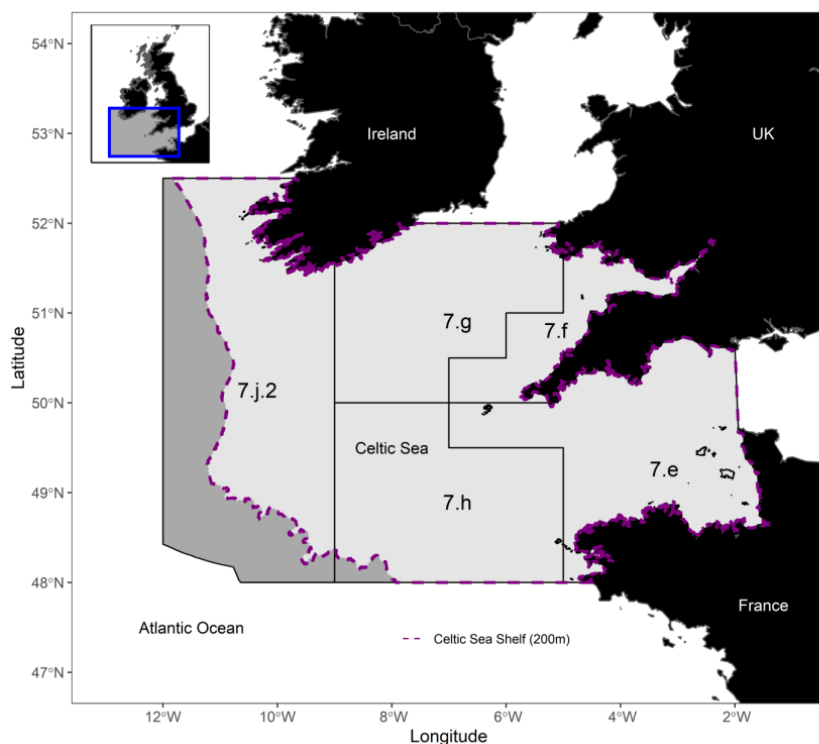 54°N
53°N
Ireland
UK
52°N
51°N
7.g
7.f
Latitude
7.j.2
50°N
Celtic Sea
7.e
49°N
7.h
48°N
France
Atlantic Ocean
Celtic Sea Shelf (200m)
47°N
12°W
10°W
8°W
6°W
4°W
2°W
Longitude